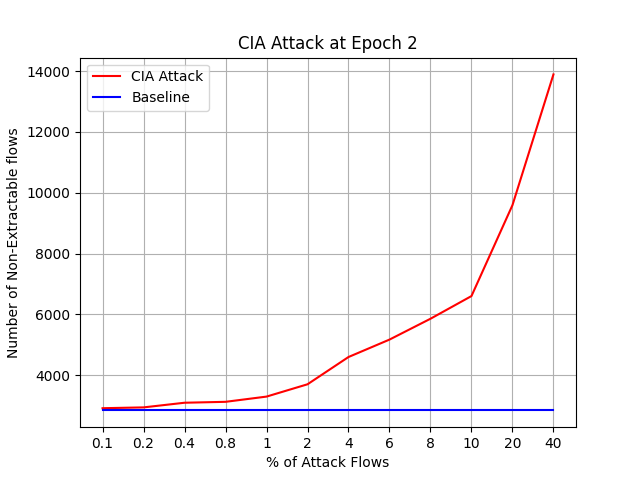 CIA Attack at Epoch 2
CIA Attack
Baseline
14000
12000
10000
8000
6000
4000
Number of Non-Extractable flows
0.1 0.2 0.4 0.8 1 2 4 6 8 10 20 40
% of Attack Flows